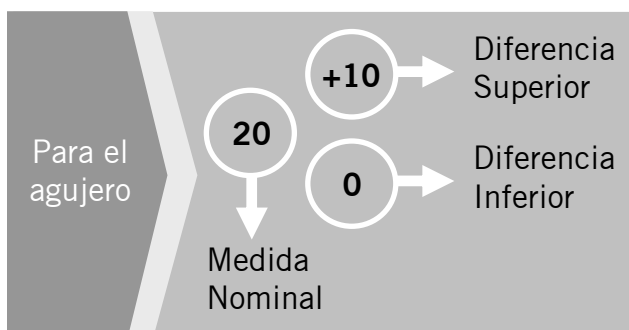 Para el
agujero
20
Medida
Nominal
+10
Diferencia
Superior
0
Diferencia
Inferior